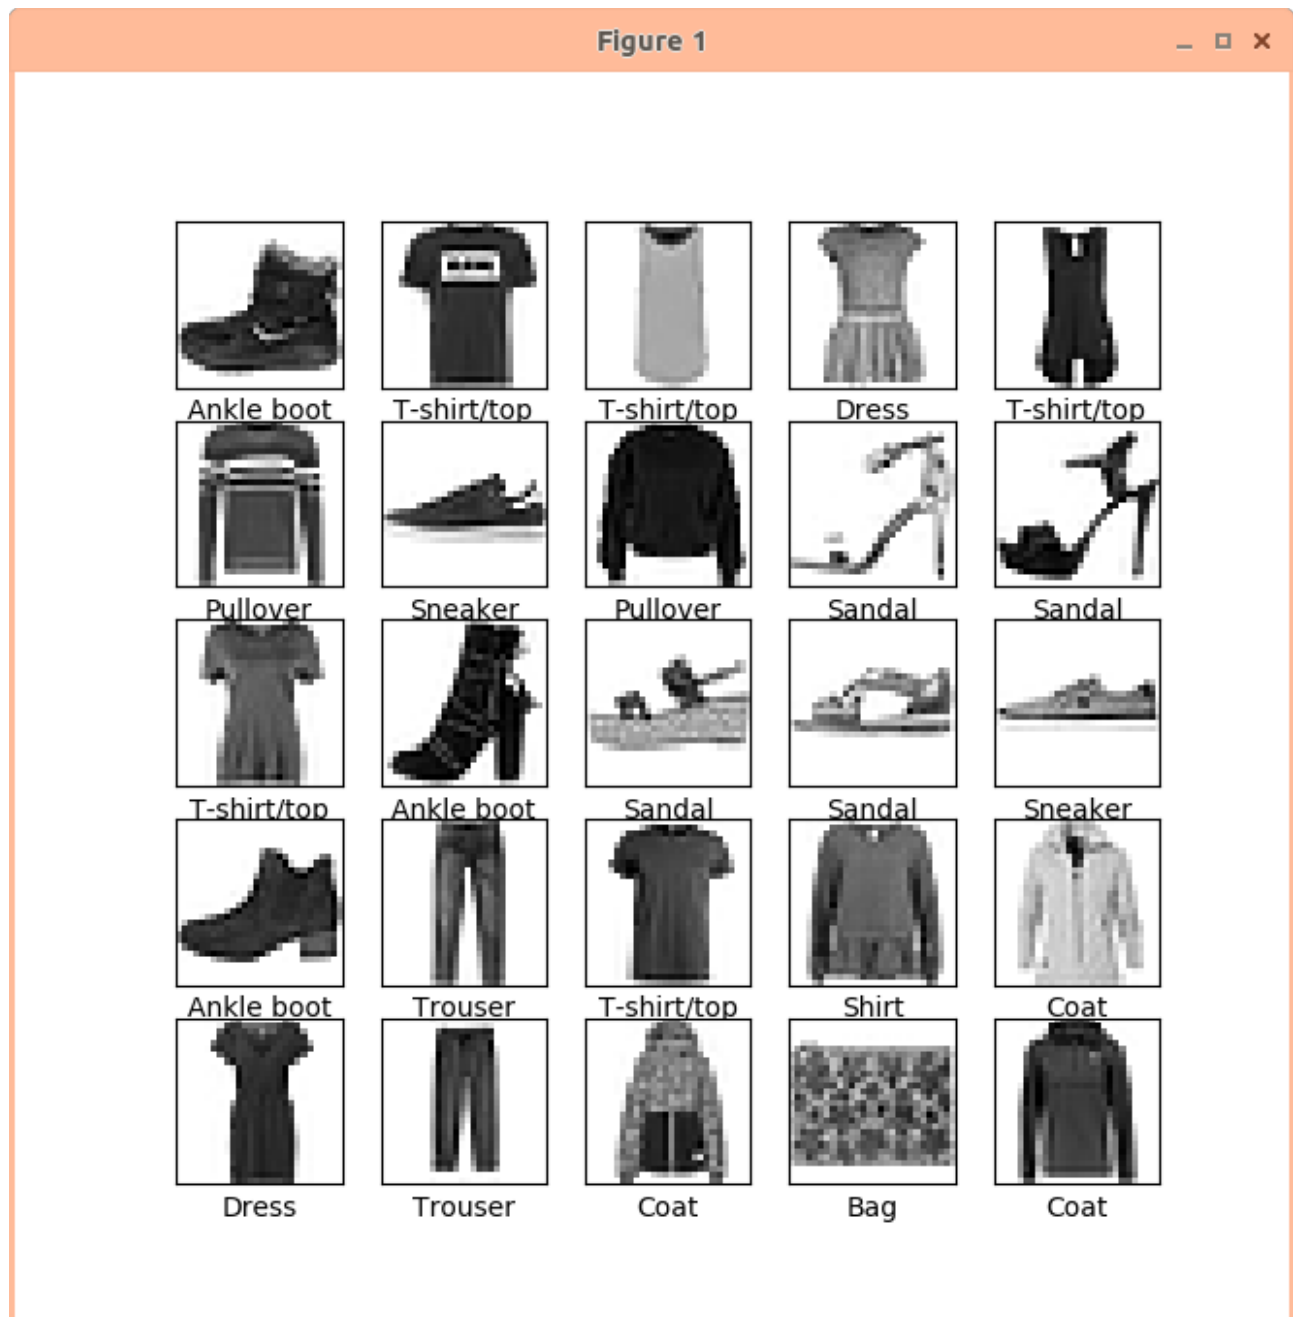 Figure 1
Ankle boot T-shirt/top T-shirt/top Dress T-shirt/top
Pullover Sneaker Pullover Sandal Sandal
T-shirt/top Ankle boot Sandal Sandal Sneaker
Ankle boot Trouser T-shirt/top Shirt Coat
Dress Trouser Coat Bag Coat